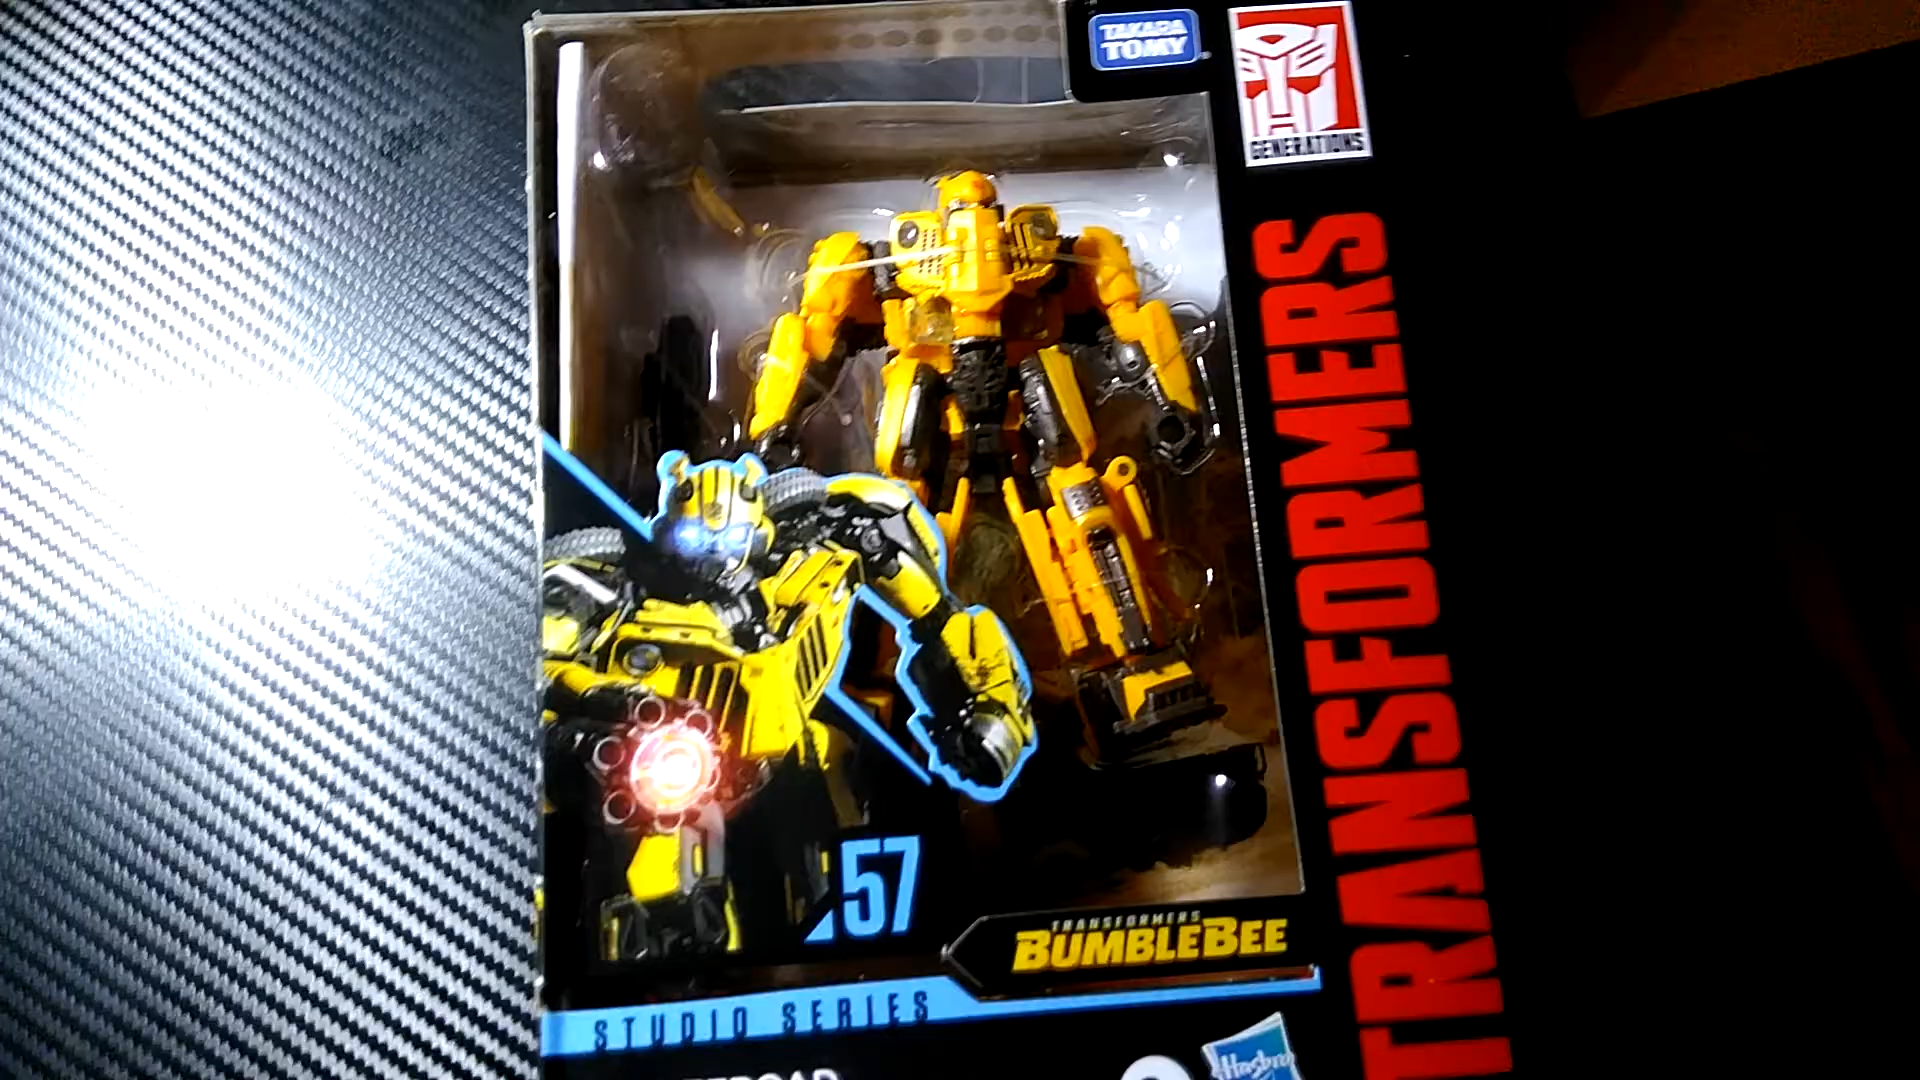 TAKARA
TOMY
GENERATIONS
TRANSFORMERS
57
TRANSFORMERS
BUMBLEBEE
STUDIO SERIES
Hasbro